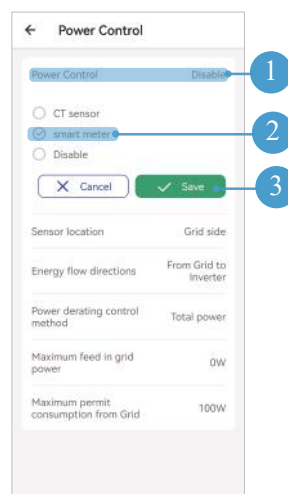 ← Power Control
Power Control Disable
1
CT sensor
smart meter
2
Disable
Cancel Save
3
Sensor location Grid side
Energy flow directions From Grid to
Inverter
Power derating control
method Total power
Maximum feed in grid
power 0W
Maximum permit
consumption from Grid 100W